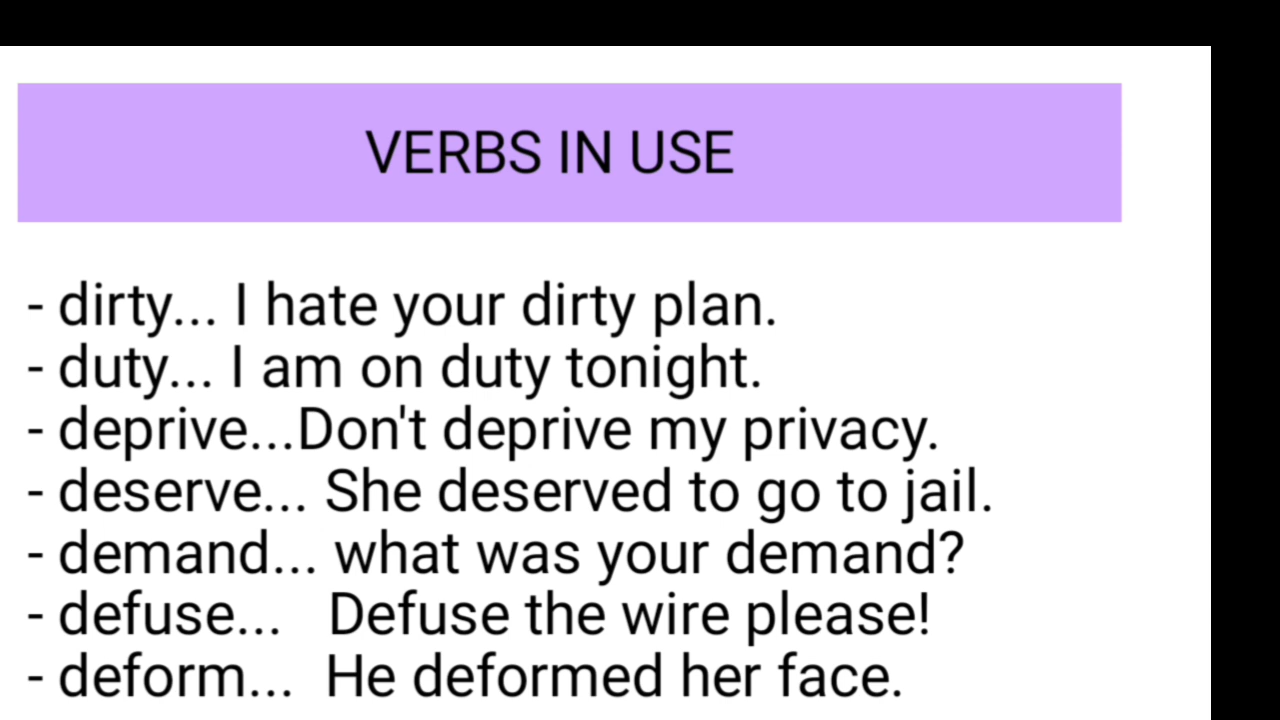 VERBS IN USE
- dirty... I hate your dirty plan.
- duty... I am on duty tonight.
- deprive...Don't deprive my privacy.
- deserve... She deserved to go to jail.
- demand... what was your demand?
- defuse... Defuse the wire please!
- deform... He deformed her face.